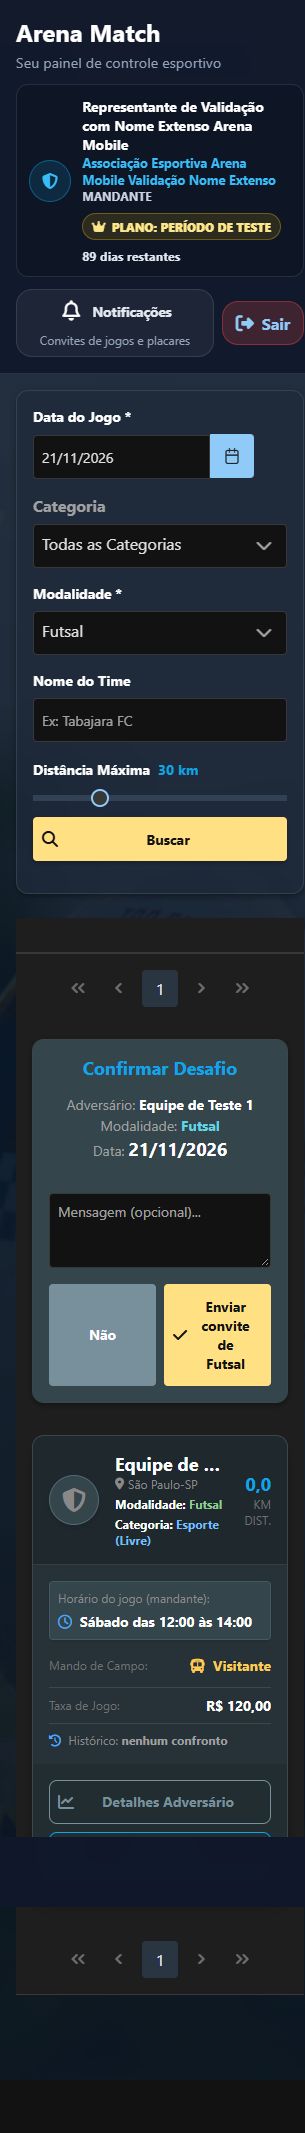 Arena Match
Seu painel de controle esportivo
Representante de Validação
com Nome Extenso Arena
Mobile
Associação Esportiva Arena
Mobile Validação Nome Extenso
MANDANTE
PLANO: PERÍODO DE TESTE
89 dias restantes
Notificações
Convites de jogos e placares
Sair
Data do Jogo *
21/11/2026
Categoria
Todas as Categorias
Modalidade *
Futsal
Nome do Time
Ex: Tabajara FC
Distância Máxima 30 km
Buscar
1
Confirmar Desafio
Adversário: Equipe de Teste 1
Modalidade: Futsal
Data: 21/11/2026
Mensagem (opcional)...
Não
Enviar
convite
de
Futsal
Equipe de ...
São Paulo-SP
Modalidade: Futsal
Categoria: Esporte
(Livre)
0,0
KM
DIST.
Horário do jogo (mandante):
Sábado das 12:00 às 14:00
Mando de Campo: Visitante
Taxa de Jogo: R$ 120,00
Histórico: nenhum confronto
Detalhes Adversário
1